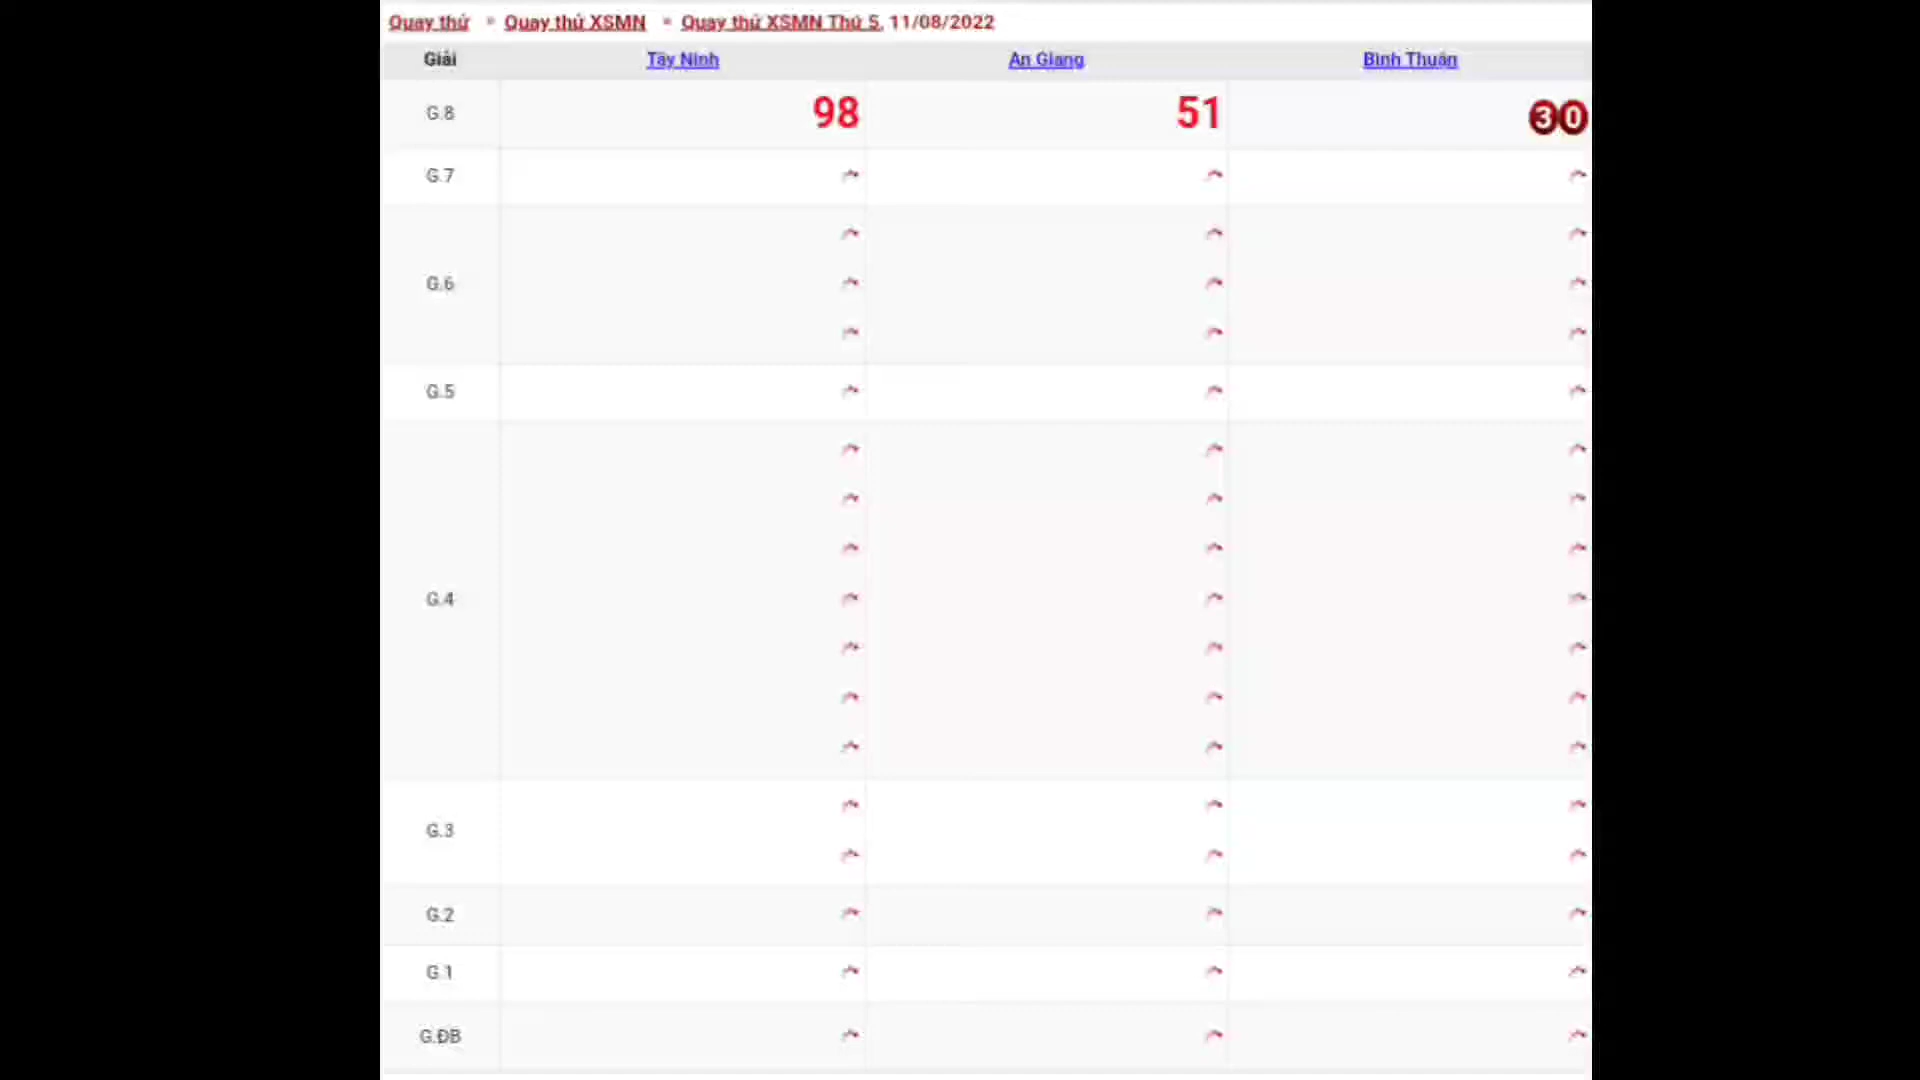 Quay thử • Quay thử XSMN • Quay thử XSMN Thứ 5, 11/08/2022
Giải Tây Ninh An Giang Bình Thuận
G.8 98 51 30
G.7
G.6
G.5
G.4
G.3
G.2
G.1
G.ĐB